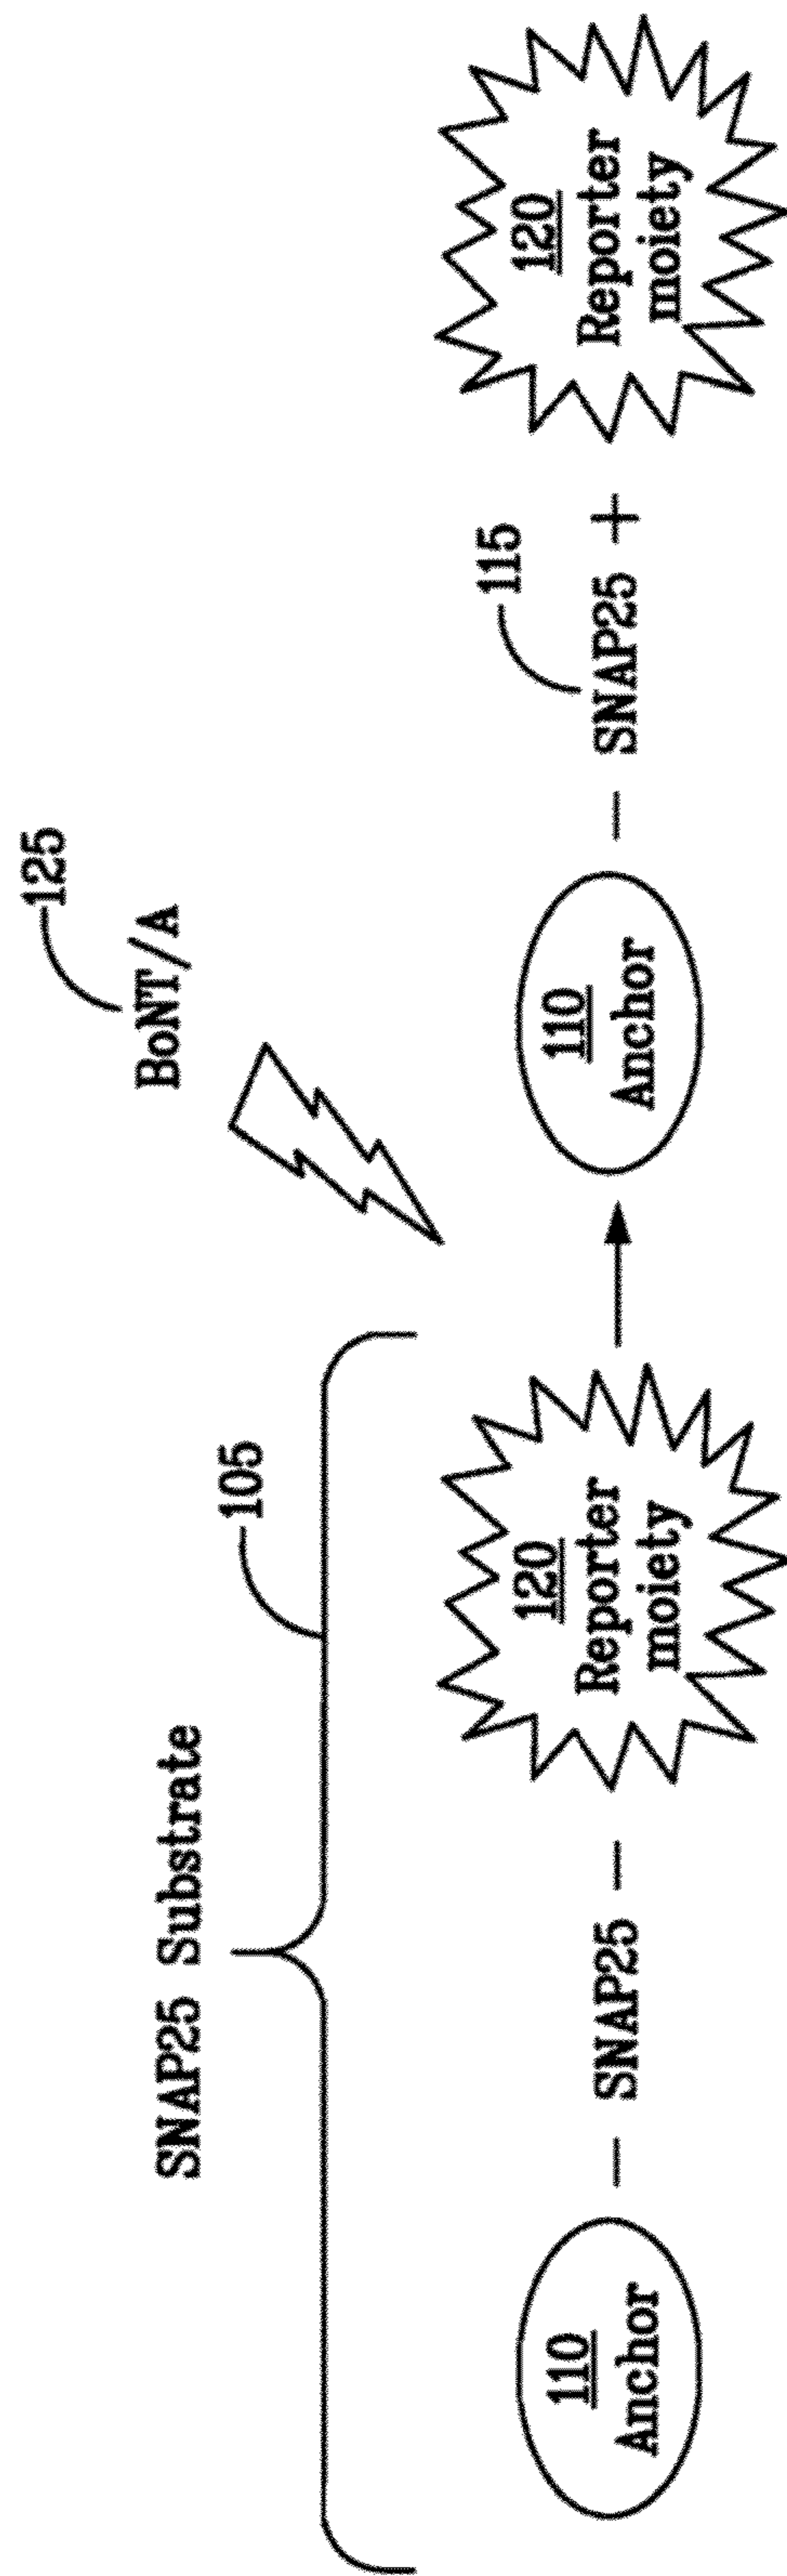 SNAP25 Substrate
105
BoNT/A
125
110
Anchor
— SNAP25 —
120
Reporter
moiety
110
Anchor
— SNAP25 +
115
120
Reporter
moiety